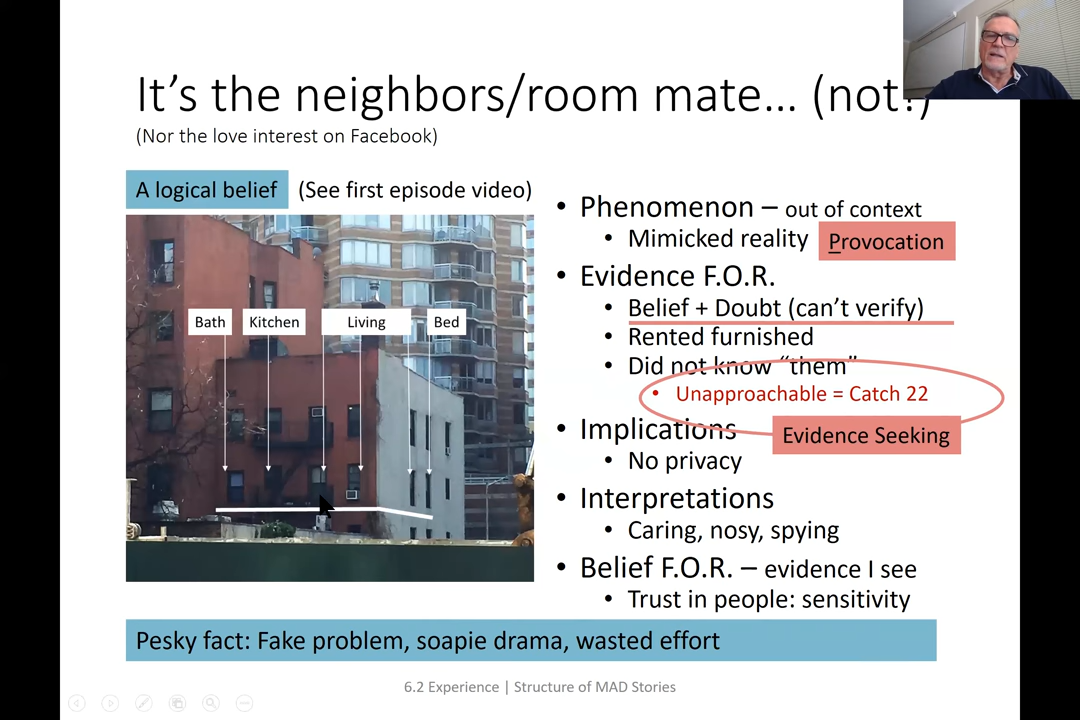 It’s the neighbors/room mate… (not?)
(Nor the love interest on Facebook)
A logical belief (See first episode video)
Bath Kitchen Living Bed
• Phenomenon – out of context
• Mimicked reality
Provocation
• Evidence F.O.R.
• Belief + Doubt (can’t verify)
• Rented furnished
• Did not know “them”
• Unapproachable = Catch 22
• Implications
Evidence Seeking
• No privacy
• Interpretations
• Caring, nosy, spying
• Belief F.O.R. – evidence I see
• Trust in people: sensitivity
Pesky fact: Fake problem, soapie drama, wasted effort
6.2 Experience | Structure of MAD Stories